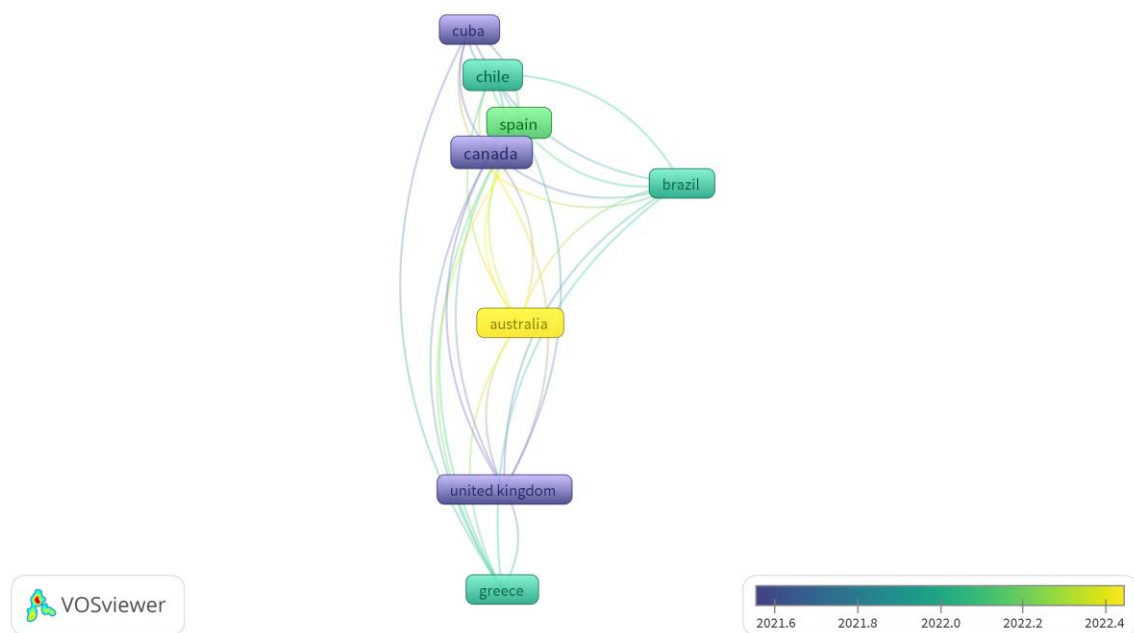 cuba
chile
spain
canada
brazil
australia
united kingdom
greece
VOSviewer
2021.6 2021.8 2022.0 2022.2 2022.4